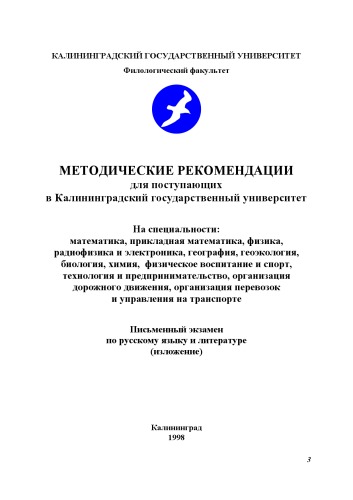 КАЛИНИНГРАДСКИЙ ГОСУДАРСТВЕННЫЙ УНИВЕРСИТЕТ
Филологический факультет
МЕТОДИЧЕСКИЕ РЕКОМЕНДАЦИИ
для поступающих
в Калининградский государственный университет
На специальности:
математика, прикладная математика, физика,
радиофизика и электроника, география, геоэкология,
биология, химия, физическое воспитание и спорт,
технология и предпринимательство, организация
дорожного движения, организация перевозок
и управления на транспорте
Письменный экзамен
по русскому языку и литературе
(изложение)
Калининград
1998
3